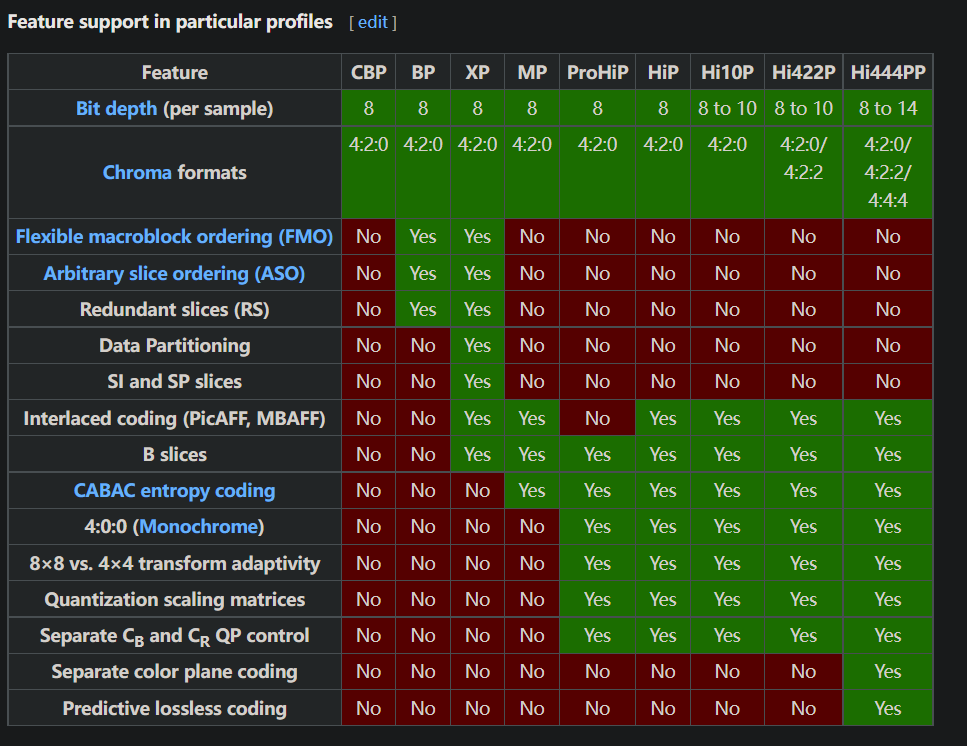 Feature support in particular profiles [ edit ]
Feature CBP BP XP MP ProHiP HiP Hi10P Hi422P Hi444PP
Bit depth (per sample) 8 8 8 8 8 8 8 to 10 8 to 10 8 to 14
Chroma formats 4:2:0 4:2:0 4:2:0 4:2:0 4:2:0 4:2:0 4:2:0 4:2:0/ 4:2:2 4:2:0/ 4:2:2/ 4:4:4
Flexible macroblock ordering (FMO) No Yes Yes No No No No No No
Arbitrary slice ordering (ASO) No Yes Yes No No No No No No
Redundant slices (RS) No Yes Yes No No No No No No
Data Partitioning No No Yes No No No No No No
SI and SP slices No No Yes No No No No No No
Interlaced coding (PicAFF, MBAFF) No No Yes Yes No Yes Yes Yes Yes
B slices No No Yes Yes Yes Yes Yes Yes Yes
CABAC entropy coding No No No Yes Yes Yes Yes Yes Yes
4:0:0 (Monochrome) No No No No Yes Yes Yes Yes Yes
8×8 vs. 4×4 transform adaptivity No No No No Yes Yes Yes Yes Yes
Quantization scaling matrices No No No No Yes Yes Yes Yes Yes
Separate CB and CR QP control No No No No Yes Yes Yes Yes Yes
Separate color plane coding No No No No No No No No Yes
Predictive lossless coding No No No No No No No No Yes